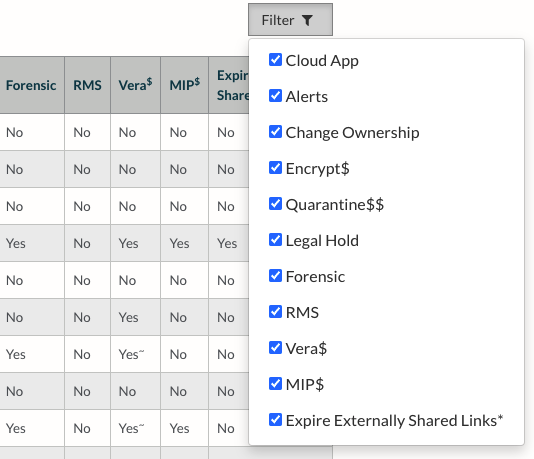 Filter
Forensic RMS Vera$ MIP$ Expir
Share
No No No No No
No No No No No
No No No No No
Yes No Yes Yes Yes
No No No No No
No No Yes No No
Yes No Yes~ No No
No No No No No
Yes No Yes~ Yes No
Cloud App
Alerts
Change Ownership
Encrypt$
Quarantine$$
Legal Hold
Forensic
RMS
Vera$
MIP$
Expire Externally Shared Links*